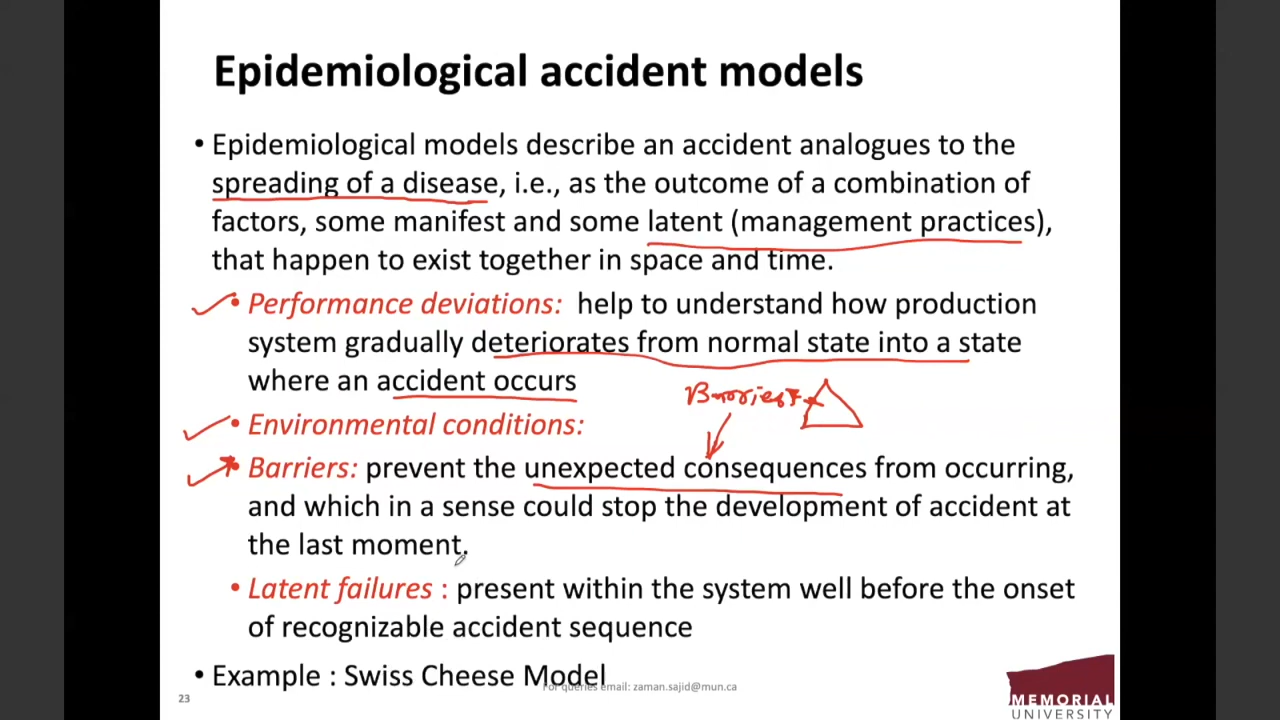 Epidemiological accident models
• Epidemiological models describe an accident analogues to the
spreading of a disease, i.e., as the outcome of a combination of
factors, some manifest and some latent (management practices),
that happen to exist together in space and time.
• Performance deviations: help to understand how production
system gradually deteriorates from normal state into a state
where an accident occurs
Barriers
• Environmental conditions:
• Barriers: prevent the unexpected consequences from occurring,
and which in a sense could stop the development of accident at
the last moment.
• Latent failures : present within the system well before the onset
of recognizable accident sequence
• Example : Swiss Cheese Model
For queries email: zaman.sajid@mun.ca
23
MEMORIAL
UNIVERSITY